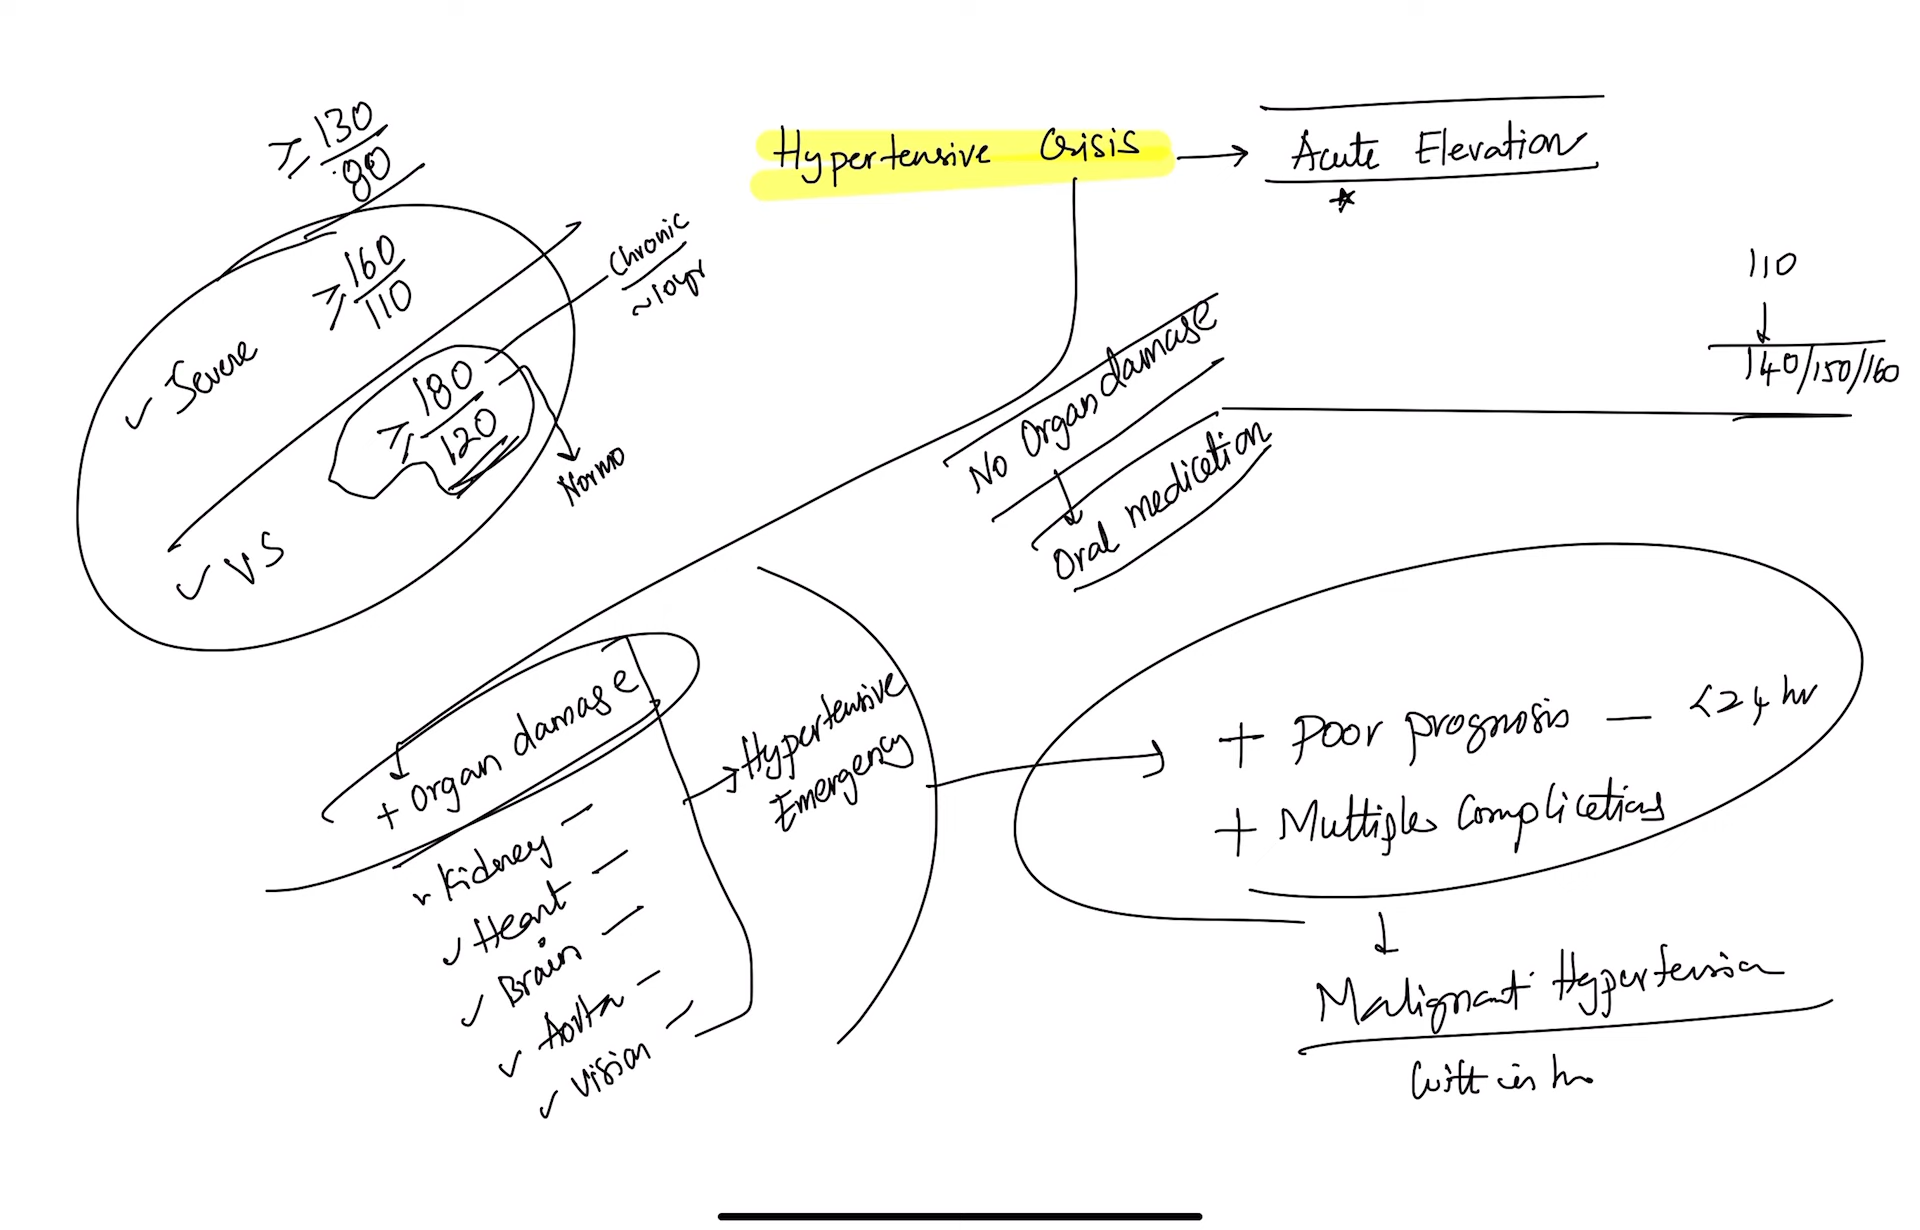 ≥ 130
80
Hypertensive Crisis → Acute Elevation
≥ 160
110
Severe
Chronic
~10yr
≥ 180
120
Normo
VS
No Organ damage
Oral medication
110
↓
140/150/160
+ Organ damage
Kidney
Heart
Brain
Aorta
Vision
Hypertensive
Emergency
+ Poor prognosis — <24 hr
+ Multiple Complications
↓
Malignant Hypertension